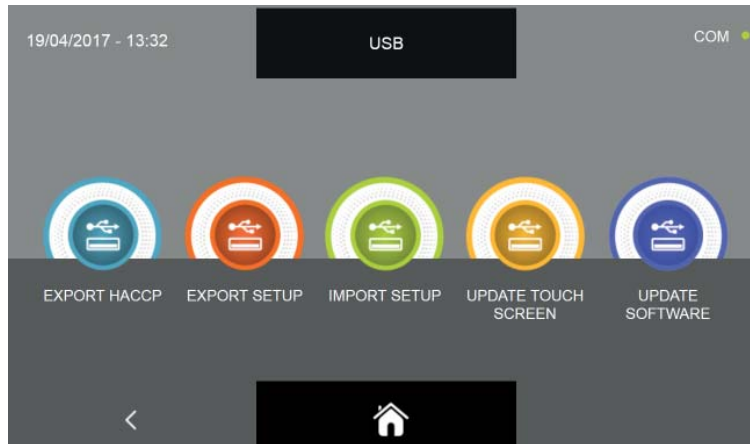 19/04/2017 - 13:32
USB
COM
EXPORT HACCP
EXPORT SETUP
IMPORT SETUP
UPDATE TOUCH
SCREEN
UPDATE
SOFTWARE